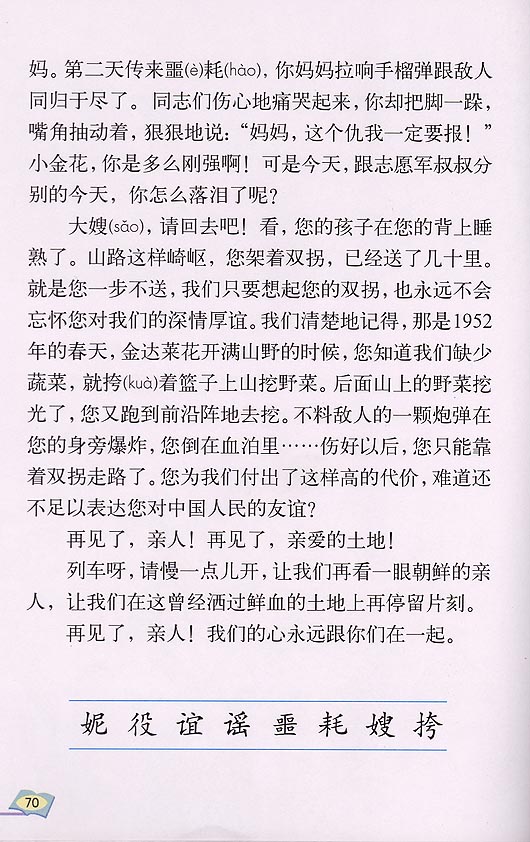 妈。第二天传来噩(è)耗(hào)，你妈妈拉响手榴弹跟敌人
同归于尽了。同志们伤心地痛哭起来，你却把脚一跺，
嘴角抽动着，狠狠地说：“妈妈，这个仇我一定要报！”
小金花，你是多么刚强啊！可是今天，跟志愿军叔叔分
别的今天，你怎么落泪了呢？
大嫂(sǎo)，请回去吧！看，您的孩子在您的背上睡
熟了。山路这样崎岖，您架着双拐，已经送了几十里。
就是您一步不送，我们只要想起您的双拐，也永远不会
忘怀您对我们的深情厚谊。我们清楚地记得，那是1952
年的春天，金达莱花开满山野的时候，您知道我们缺少
蔬菜，就挎(kuà)着篮子上山挖野菜。后面山上的野菜挖
光了，您又跑到前沿阵地去挖。不料敌人的一颗炮弹在
您的身旁爆炸，您倒在血泊里……伤好以后，您只能靠
着双拐走路了。您为我们付出了这样高的代价，难道还
不足以表达您对中国人民的友谊？
再见了，亲人！再见了，亲爱的土地！
列车呀，请慢一点儿开，让我们再看一眼朝鲜的亲
人，让我们在这曾经洒过鲜血的土地上再停留片刻。
再见了，亲人！我们的心永远跟你们在一起。
妮 役 谊 谣 噩 耗 嫂 挎
70